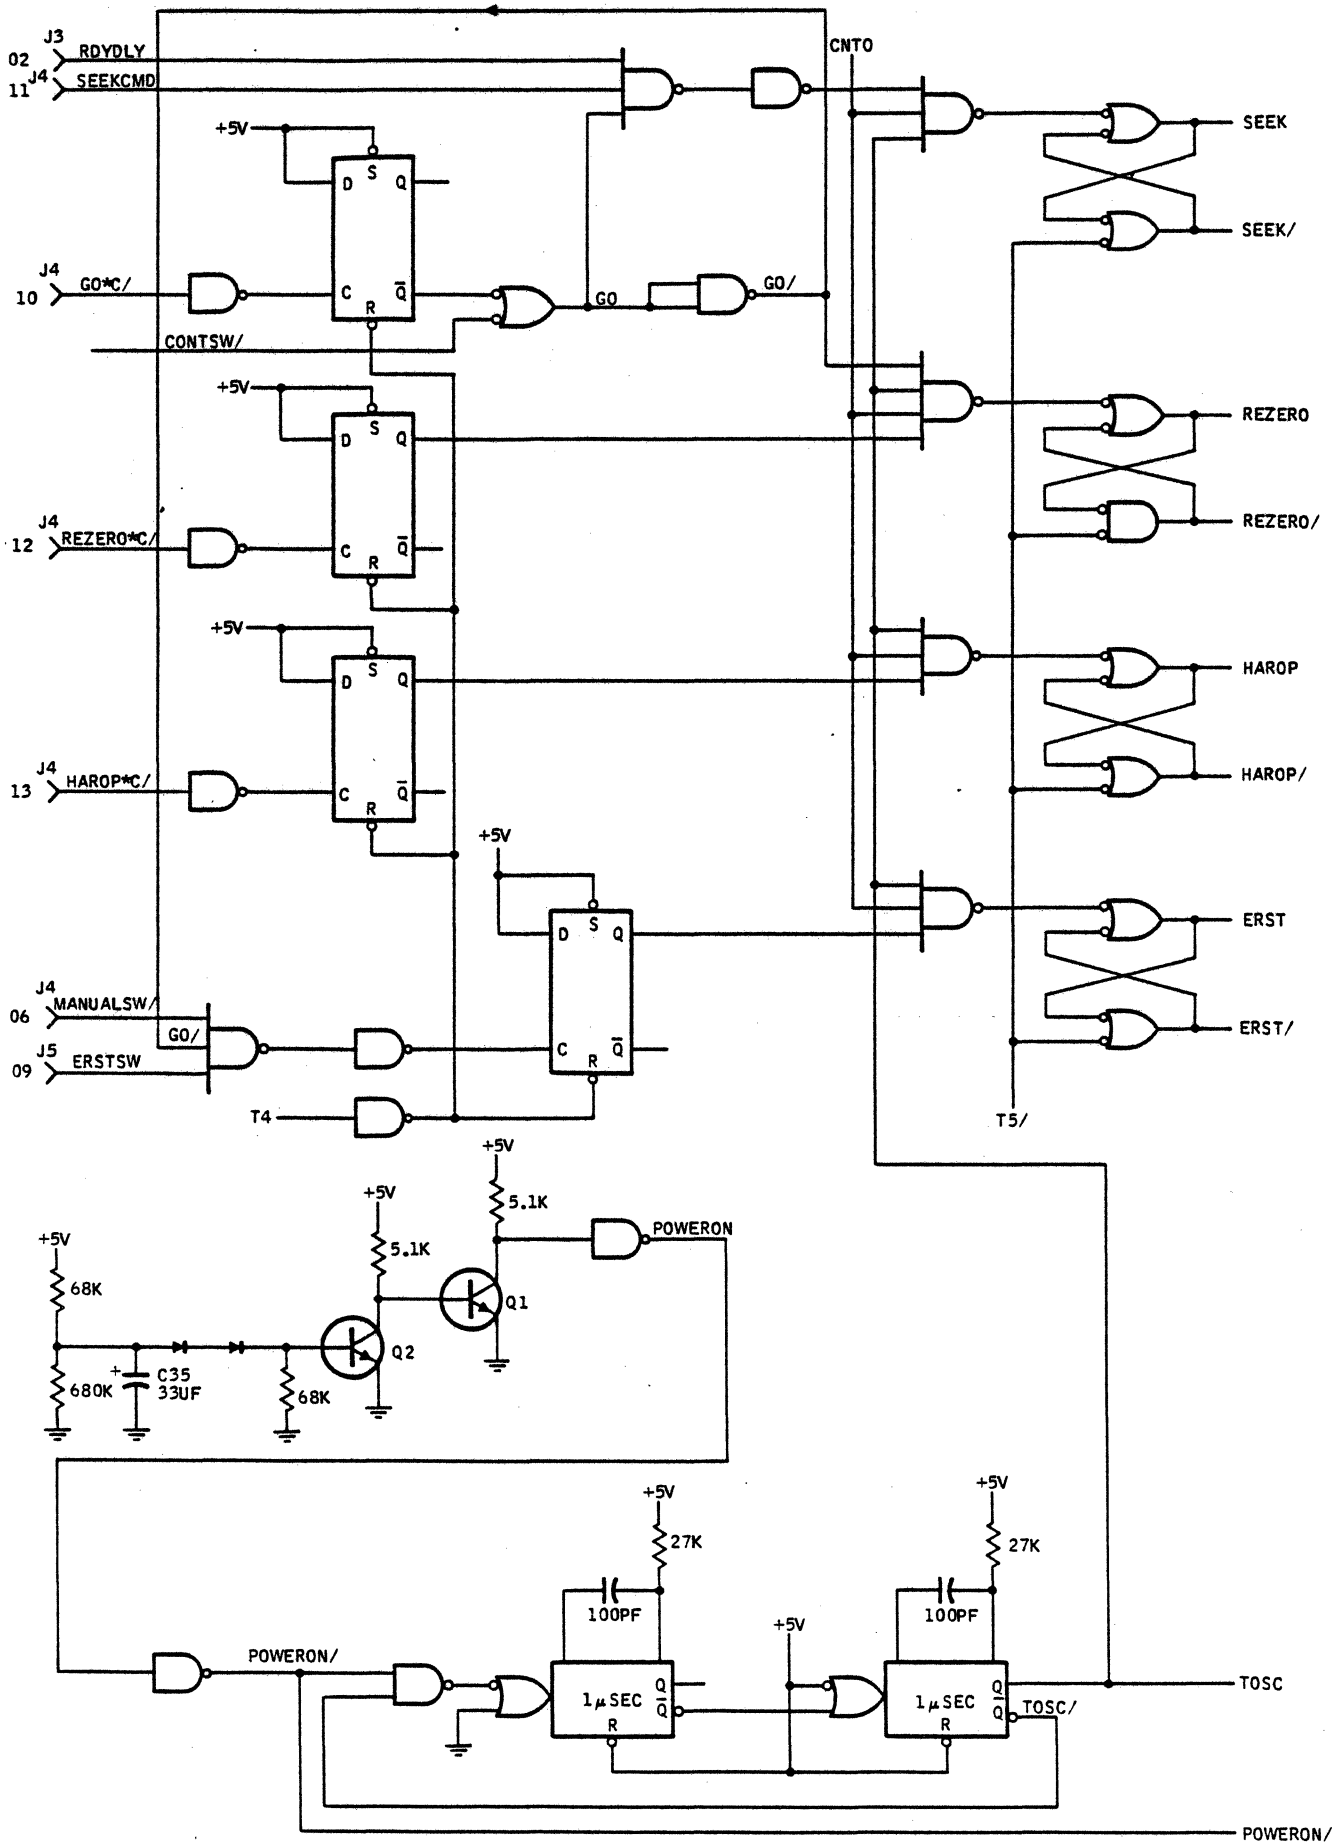 J3
02 RDYDLY
J4
11 SEEKCMD
CNTO
+5V
S
D Q
SEEK
SEEK/
J4
10 GO*C/
C Q
R
GO
GO/
CONTSW/
+5V
S
D Q
REZERO
J4
12 REZERO*C/
C Q
R
REZERO/
+5V
S
D Q
HAROP
J4
13 HAROP*C/
C Q
R
HAROP/
+5V
S
D Q
ERST
J4
06 MANUALSW/
GO/
J5
09 ERSTSW
C Q
R
ERST/
T4
T5/
+5V
5.1K
+5V
5.1K
POWERON
+5V
68K
Q1
Q2
680K
+
C35
33UF
68K
+5V
27K
100PF
+5V
27K
100PF
+5V
POWERON/
1μSEC
Q
Q
R
1μSEC
Q
Q
R
TOSC
TOSC/
POWERON/